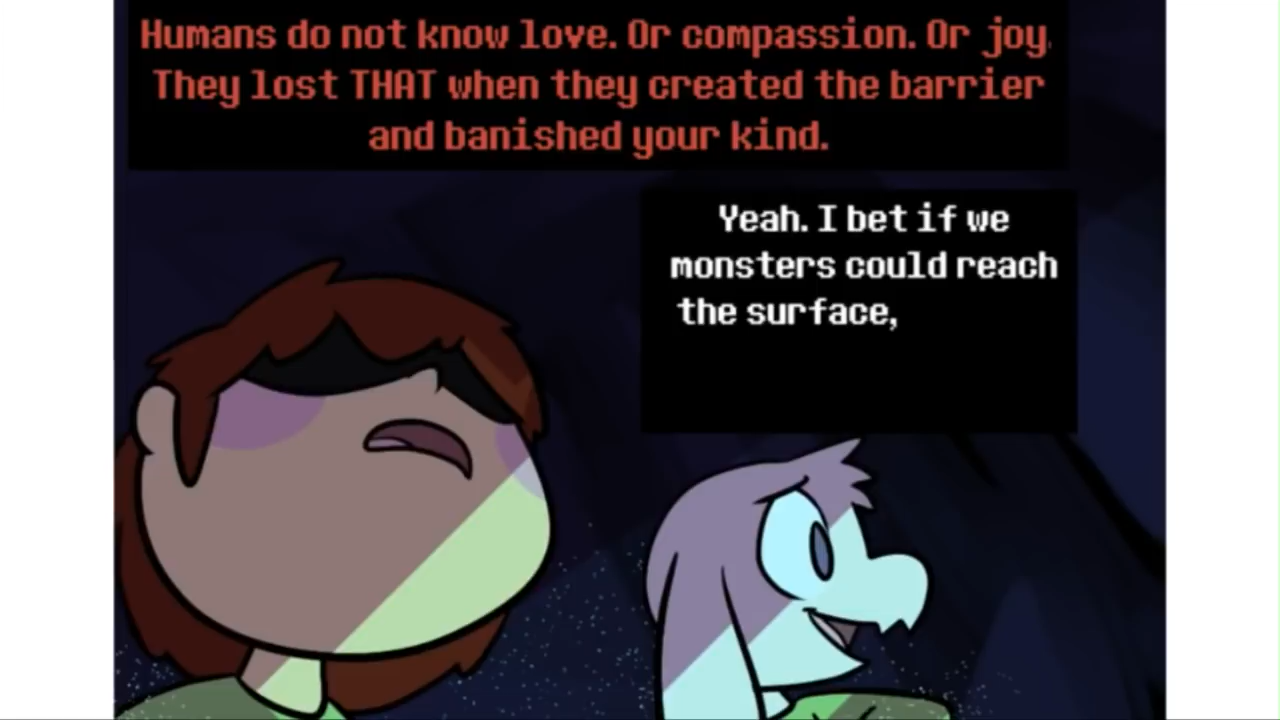 Humans do not know love. Or compassion. Or joy.
They lost THAT when they created the barrier
and banished your kind.
Yeah. I bet if we
monsters could reach
the surface,